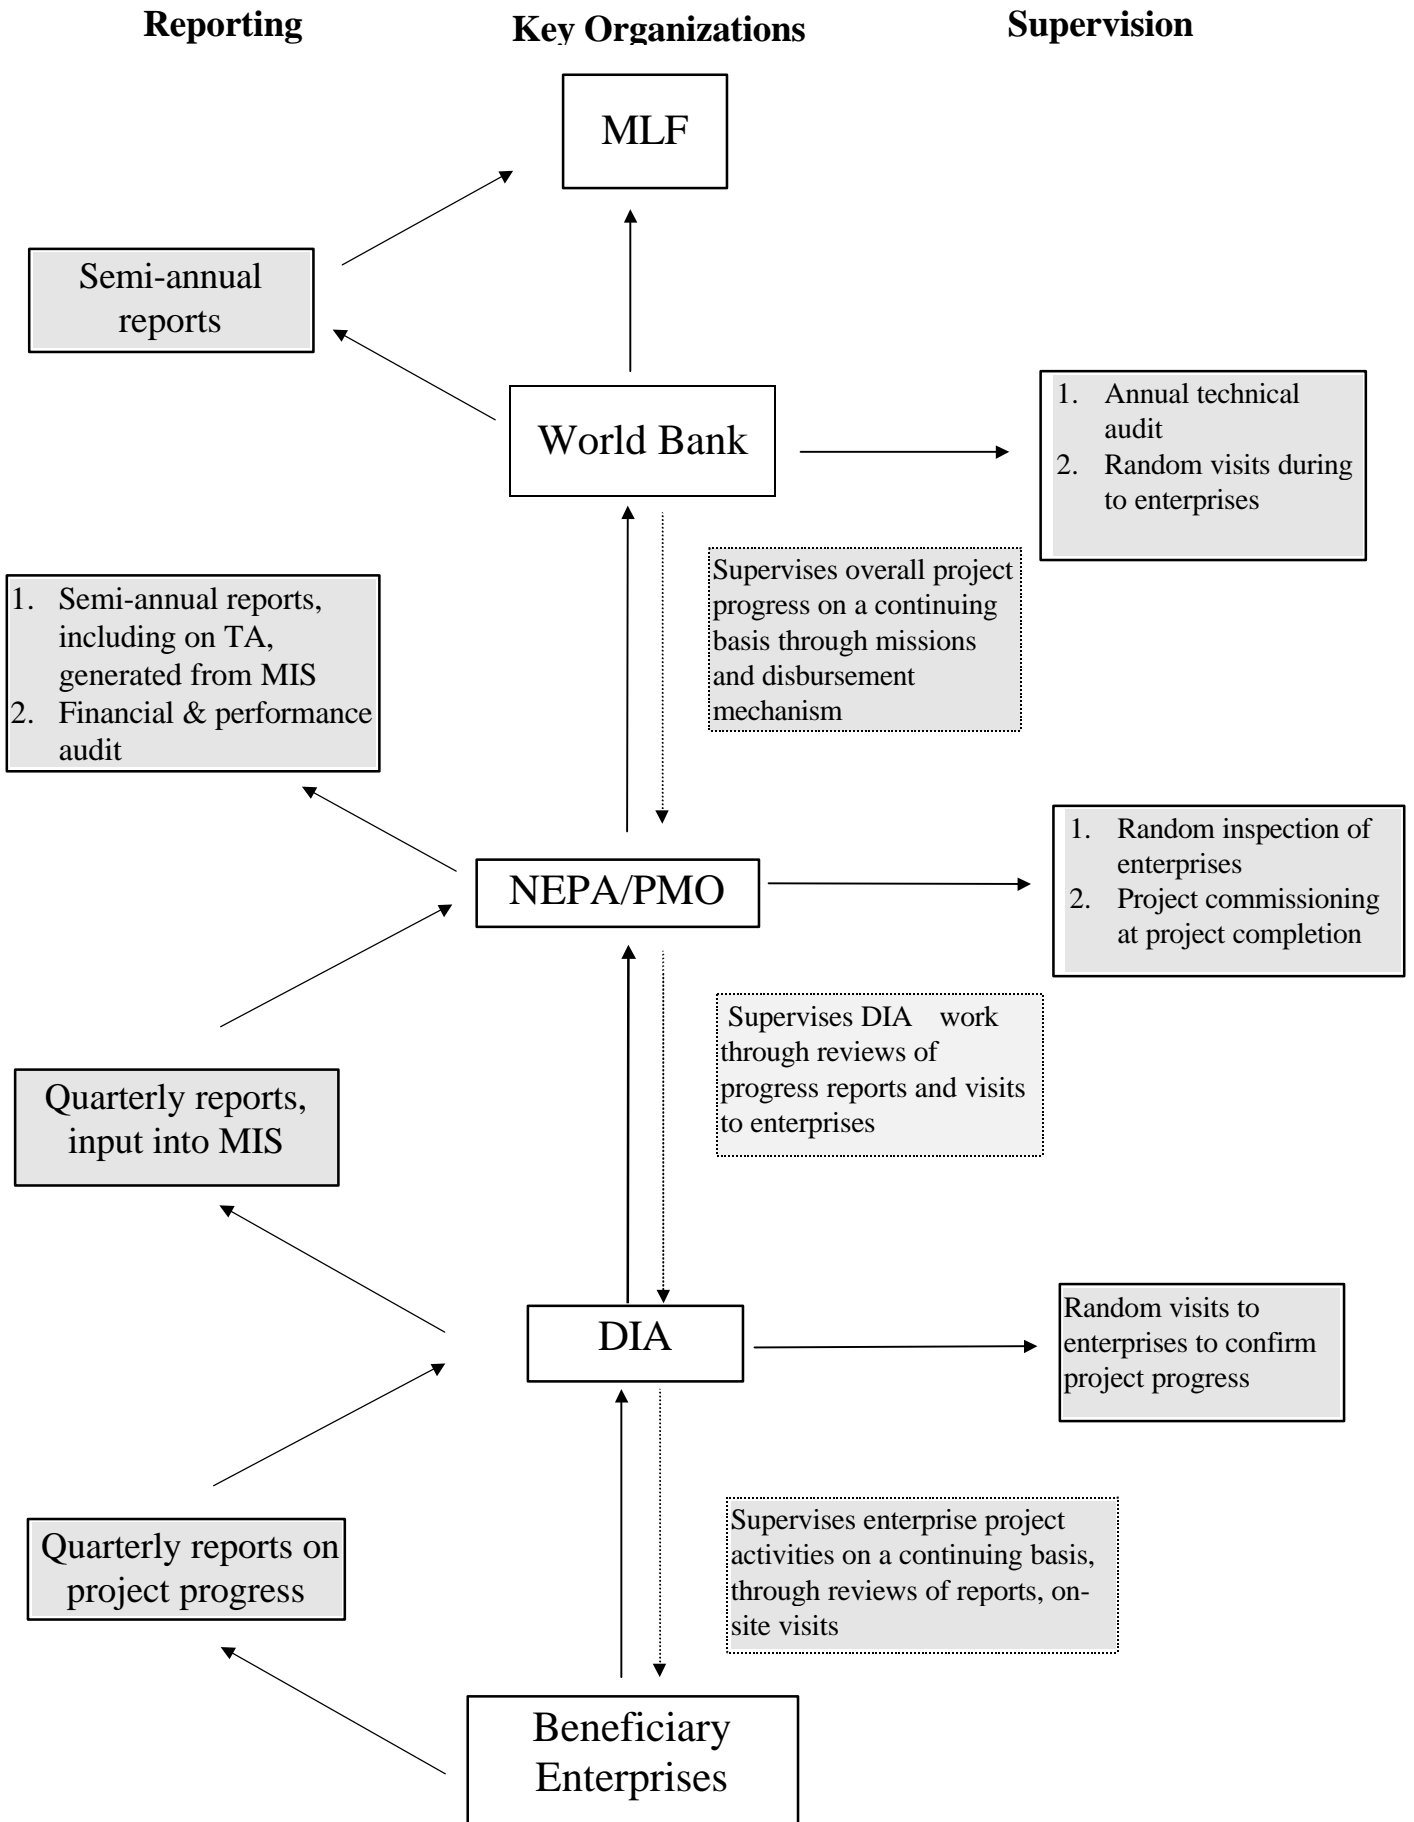 Reporting
Key Organizations
Supervision
MLF
Semi-annual
reports
World Bank
1. Annual technical
audit
2. Random visits during
to enterprises
Supervises overall project
progress on a continuing
basis through missions
and disbursement
mechanism
1. Semi-annual reports,
including on TA,
generated from MIS
2. Financial & performance
audit
NEPA/PMO
1. Random inspection of
enterprises
2. Project commissioning
at project completion
Supervises DIA work
through reviews of
progress reports and visits
to enterprises
Quarterly reports,
input into MIS
DIA
Random visits to
enterprises to confirm
project progress
Supervises enterprise project
activities on a continuing basis,
through reviews of reports, on-
site visits
Quarterly reports on
project progress
Beneficiary
Enterprises